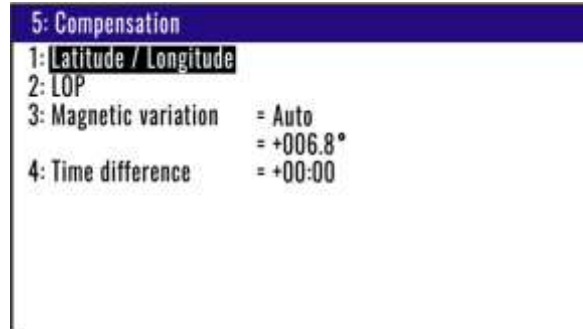 5: Compensation
1: Latitude / Longitude
2: LOP
3: Magnetic variation = Auto
= +006.8°
4: Time difference = +00:00